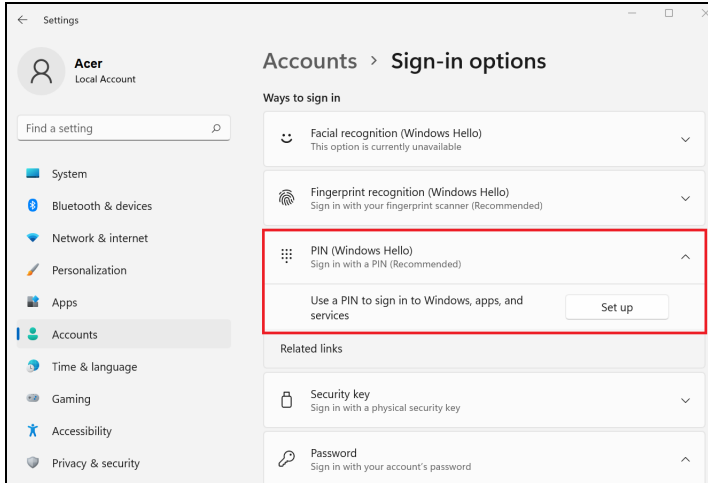 Settings
Acer
Local Account
Find a setting
System
Bluetooth & devices
Network & internet
Personalization
Apps
Accounts
Time & language
Gaming
Accessibility
Privacy & security
Accounts > Sign-in options
Ways to sign in
Facial recognition (Windows Hello)
This option is currently unavailable
Fingerprint recognition (Windows Hello)
Sign in with your fingerprint scanner (Recommended)
PIN (Windows Hello)
Sign in with a PIN (Recommended)
Use a PIN to sign in to Windows, apps, and
services
Set up
Related links
Security key
Sign in with a physical security key
Password
Sign in with your account's password